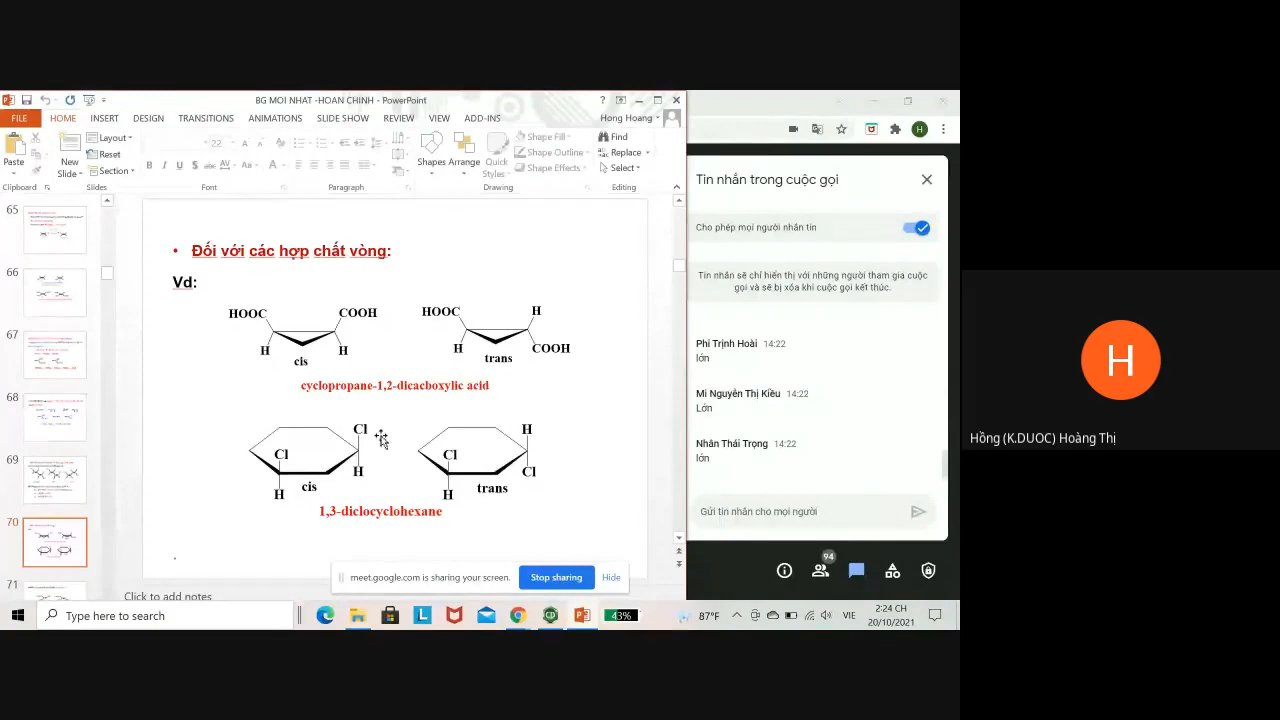 BG MOI NHAT -HOAN CHINH - PowerPoint
FILE HOME INSERT DESIGN TRANSITIONS ANIMATIONS SLIDE SHOW REVIEW VIEW ADD-INS Hong Hoang
Paste
New
Slide
Layout
Reset
Section
22
Shapes
Arrange
Quick
Styles
Shape Fill
Shape Outline
Shape Effects
Find
Replace
Select
Clipboard Slides Font Paragraph Drawing Editing
65
66
67
68
69
70
71
• Đối với các hợp chất vòng:
Vd:
HOOC COOH
H H
cis
HOOC H
H COOH
trans
cyclopropane-1,2-dicacboxylic acid
Cl
Cl
H
H
cis
H
Cl
Cl
H
trans
1,3-diclocyclohexane
meet.google.com is sharing your screen. Stop sharing Hide
Click to add notes
Tin nhắn trong cuộc gọi
Cho phép mọi người nhắn tin
Tin nhắn sẽ chỉ hiển thị với những người tham gia cuộc
gọi và sẽ bị xóa khi cuộc gọi kết thúc.
Phi Trịnh Hoài 14:22
lớn
Mi Nguyễn Thị Kiều 14:22
Lớn
Nhân Thái Trọng 14:22
lớn
Gửi tin nhắn cho mọi người
94
Type here to search
43%
87°F
VIE
2:24 CH
20/10/2021
H
Hồng (K.DUOC) Hoàng Thị